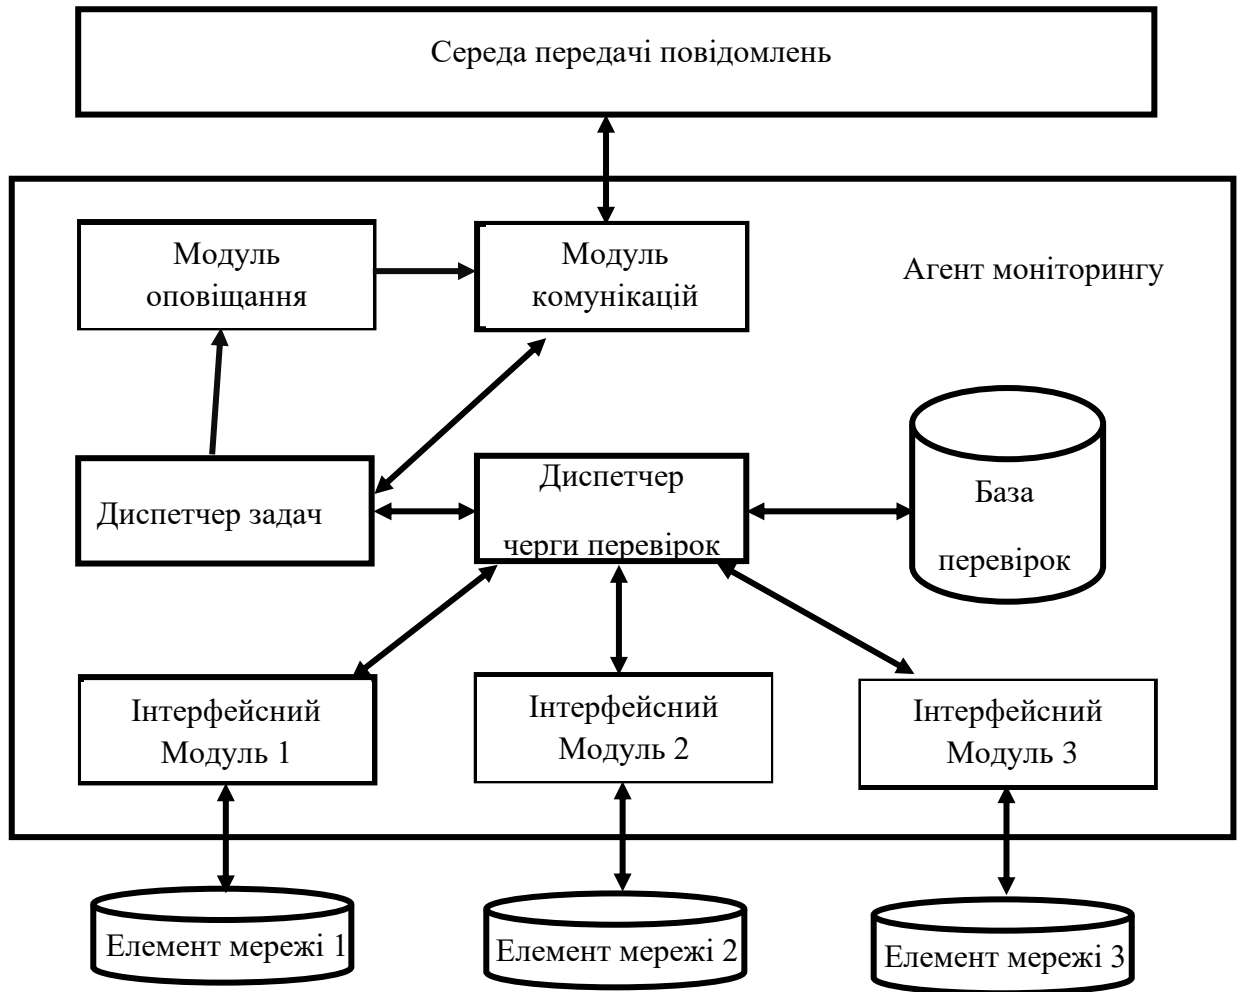 Середа передачі повідомлень
Модуль
оповіщання
Модуль
комунікацій
Агент моніторингу
Диспетчер задач
Диспетчер
черги перевірок
База
перевірок
Інтерфейсний
Модуль 1
Інтерфейсний
Модуль 2
Інтерфейсний
Модуль 3
Елемент мережі 1
Елемент мережі 2
Елемент мережі 3